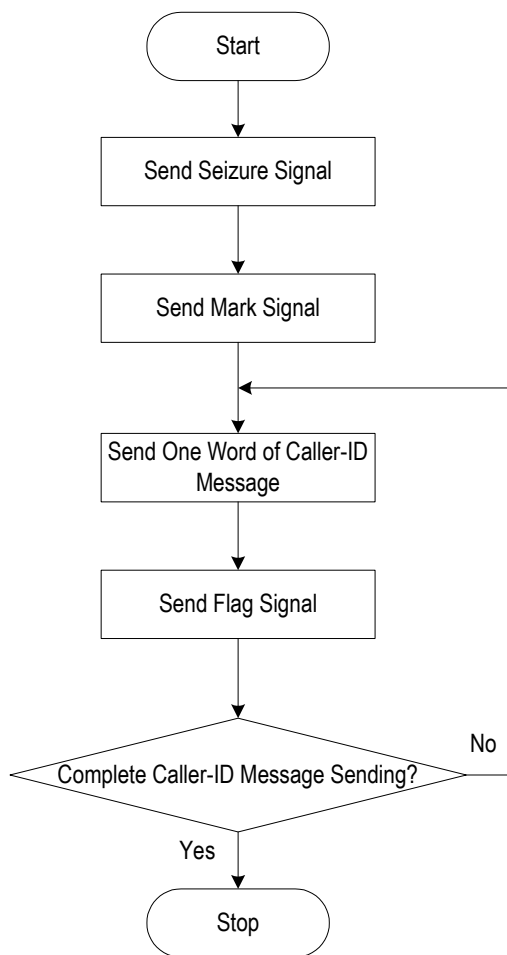 Start
Send Seizure Signal
Send Mark Signal
Send One Word of Caller-ID
Message
Send Flag Signal
Complete Caller-ID Message Sending?
No
Yes
Stop